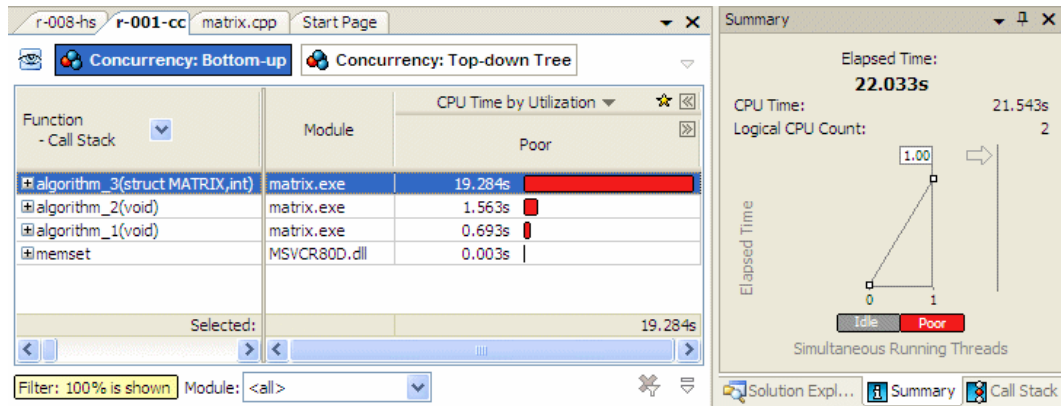 r-008-hs r-001-cc matrix.cpp Start Page
Concurrency: Bottom-up Concurrency: Top-down Tree
Function
- Call Stack
Module
CPU Time by Utilization
Poor
algorithm_3(struct MATRIX,int) matrix.exe 19.284s
algorithm_2(void) matrix.exe 1.563s
algorithm_1(void) matrix.exe 0.693s
memset MSVCR80D.dll 0.003s
Selected: 19.284s
Filter: 100% is shown Module: <all>
Summary
Elapsed Time:
22.033s
CPU Time: 21.543s
Logical CPU Count: 2
1.00
Elapsed Time
0 1
Idle Poor
Simultaneous Running Threads
Solution Expl... Summary Call Stack